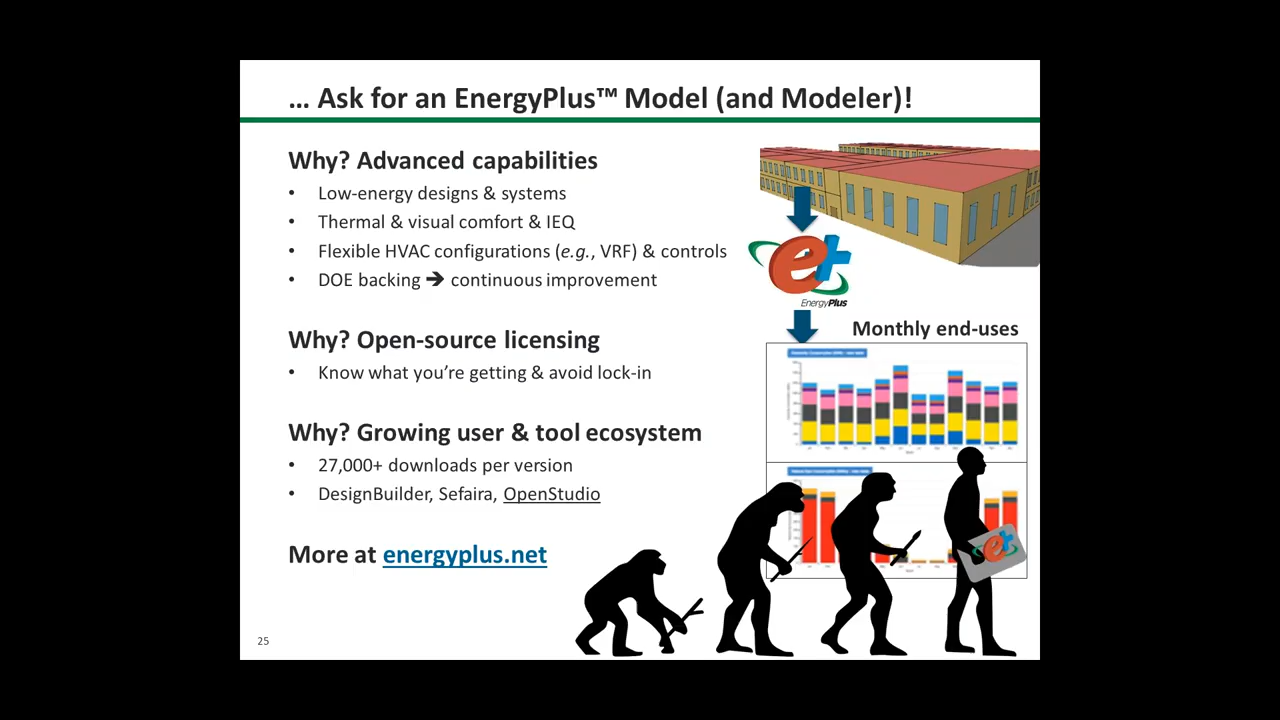 ... Ask for an EnergyPlus™ Model (and Modeler)!
Why? Advanced capabilities
• Low-energy designs & systems
• Thermal & visual comfort & IEQ
• Flexible HVAC configurations (e.g., VRF) & controls
• DOE backing ➔ continuous improvement
Why? Open-source licensing
• Know what you're getting & avoid lock-in
Why? Growing user & tool ecosystem
• 27,000+ downloads per version
• DesignBuilder, Sefaira, OpenStudio
More at energyplus.net
25
e+
EnergyPlus
Monthly end-uses
e+